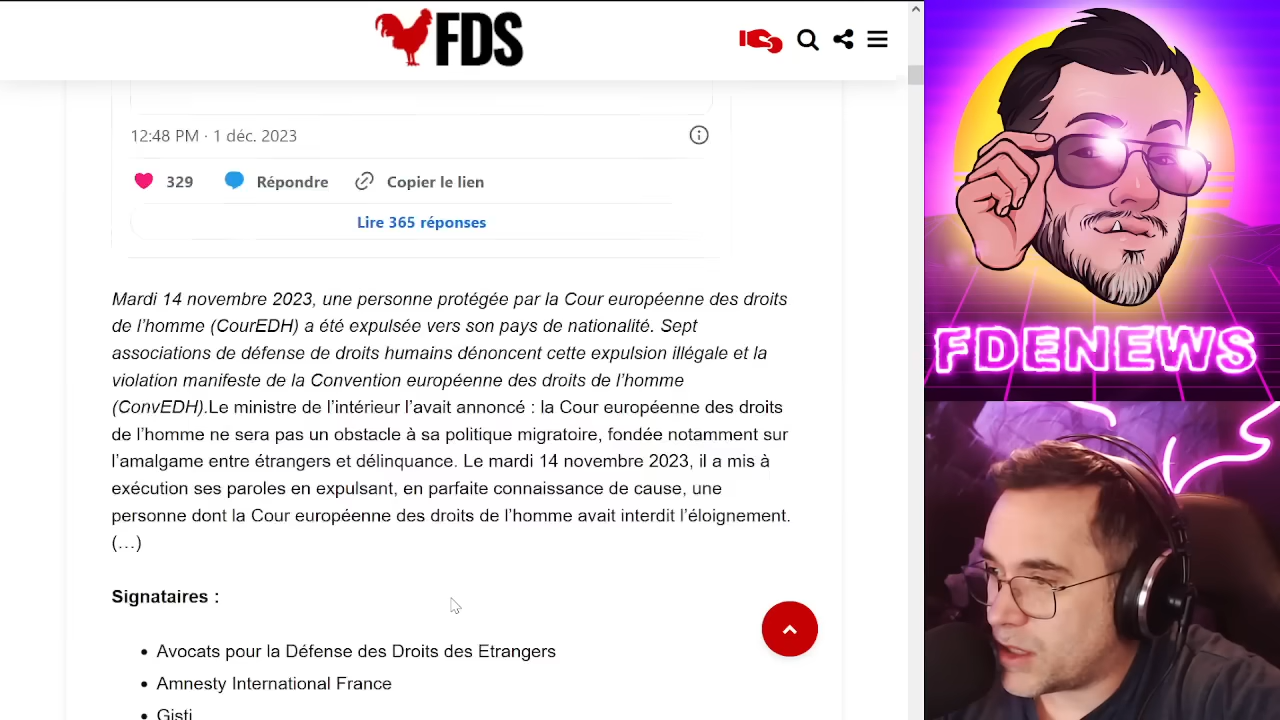 FDS
12:48 PM · 1 déc. 2023
329 Répondre Copier le lien
Lire 365 réponses
Mardi 14 novembre 2023, une personne protégée par la Cour européenne des droits
de l’homme (CourEDH) a été expulsée vers son pays de nationalité. Sept
associations de défense de droits humains dénoncent cette expulsion illégale et la
violation manifeste de la Convention européenne des droits de l’homme
(ConvEDH).Le ministre de l’intérieur l’avait annoncé : la Cour européenne des droits
de l’homme ne sera pas un obstacle à sa politique migratoire, fondée notamment sur
l’amalgame entre étrangers et délinquance. Le mardi 14 novembre 2023, il a mis à
exécution ses paroles en expulsant, en parfaite connaissance de cause, une
personne dont la Cour européenne des droits de l’homme avait interdit l’éloignement.
(…)
Signataires :
• Avocats pour la Défense des Droits des Etrangers
• Amnesty International France
• Gisti
FDENEWS